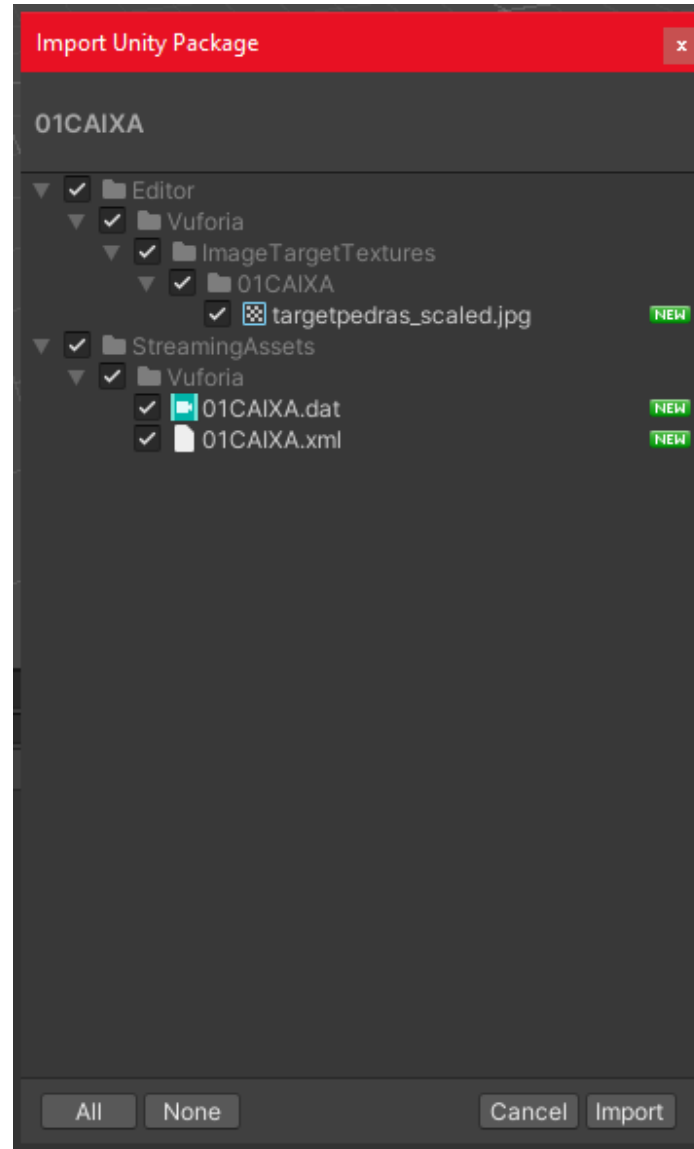 Import Unity Package
x
01CAIXA
Editor
Vuforia
ImageTargetTextures
01CAIXA
targetpedras_scaled.jpg NEW
StreamingAssets
Vuforia
01CAIXA.dat NEW
01CAIXA.xml NEW
All None Cancel Import